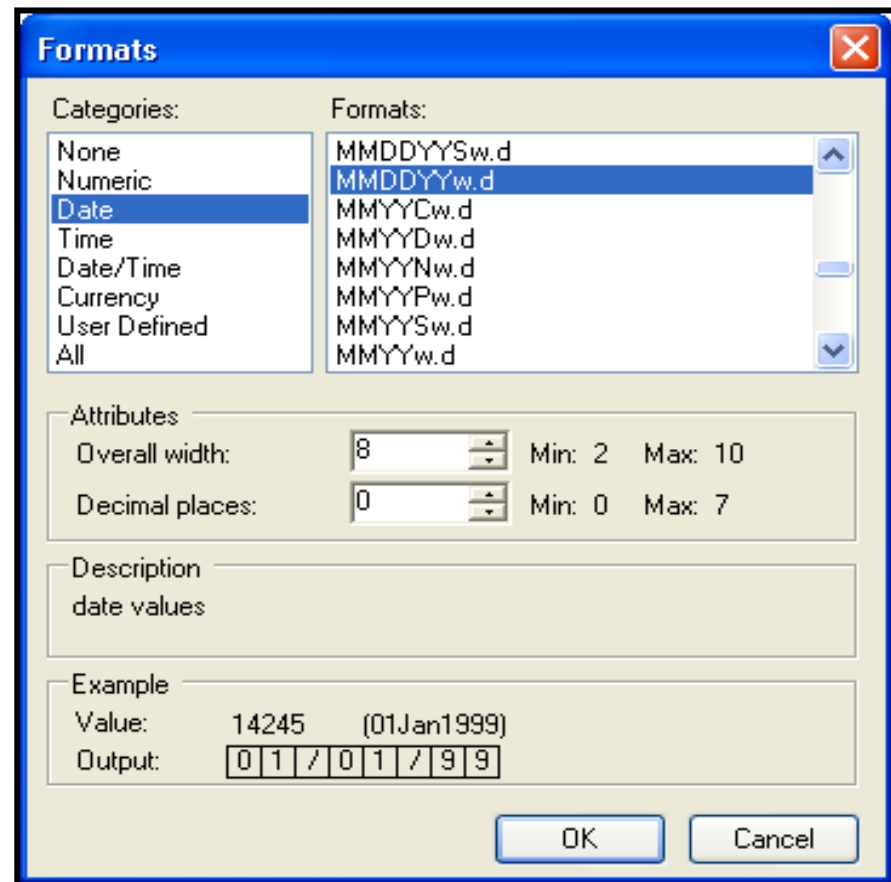 Formats
Categories:
None
Numeric
Date
Time
Date/Time
Currency
User Defined
All
Formats:
MMDDYYSw.d
MMDDYYw.d
MMYYCw.d
MMYYDw.d
MMYYNw.d
MMYYPw.d
MMYYSw.d
MMYYw.d
Attributes
Overall width: 8 Min: 2 Max: 10
Decimal places: 0 Min: 0 Max: 7
Description
date values
Example
Value: 14245 (01Jan1999)
Output: 01/01/99
OK Cancel